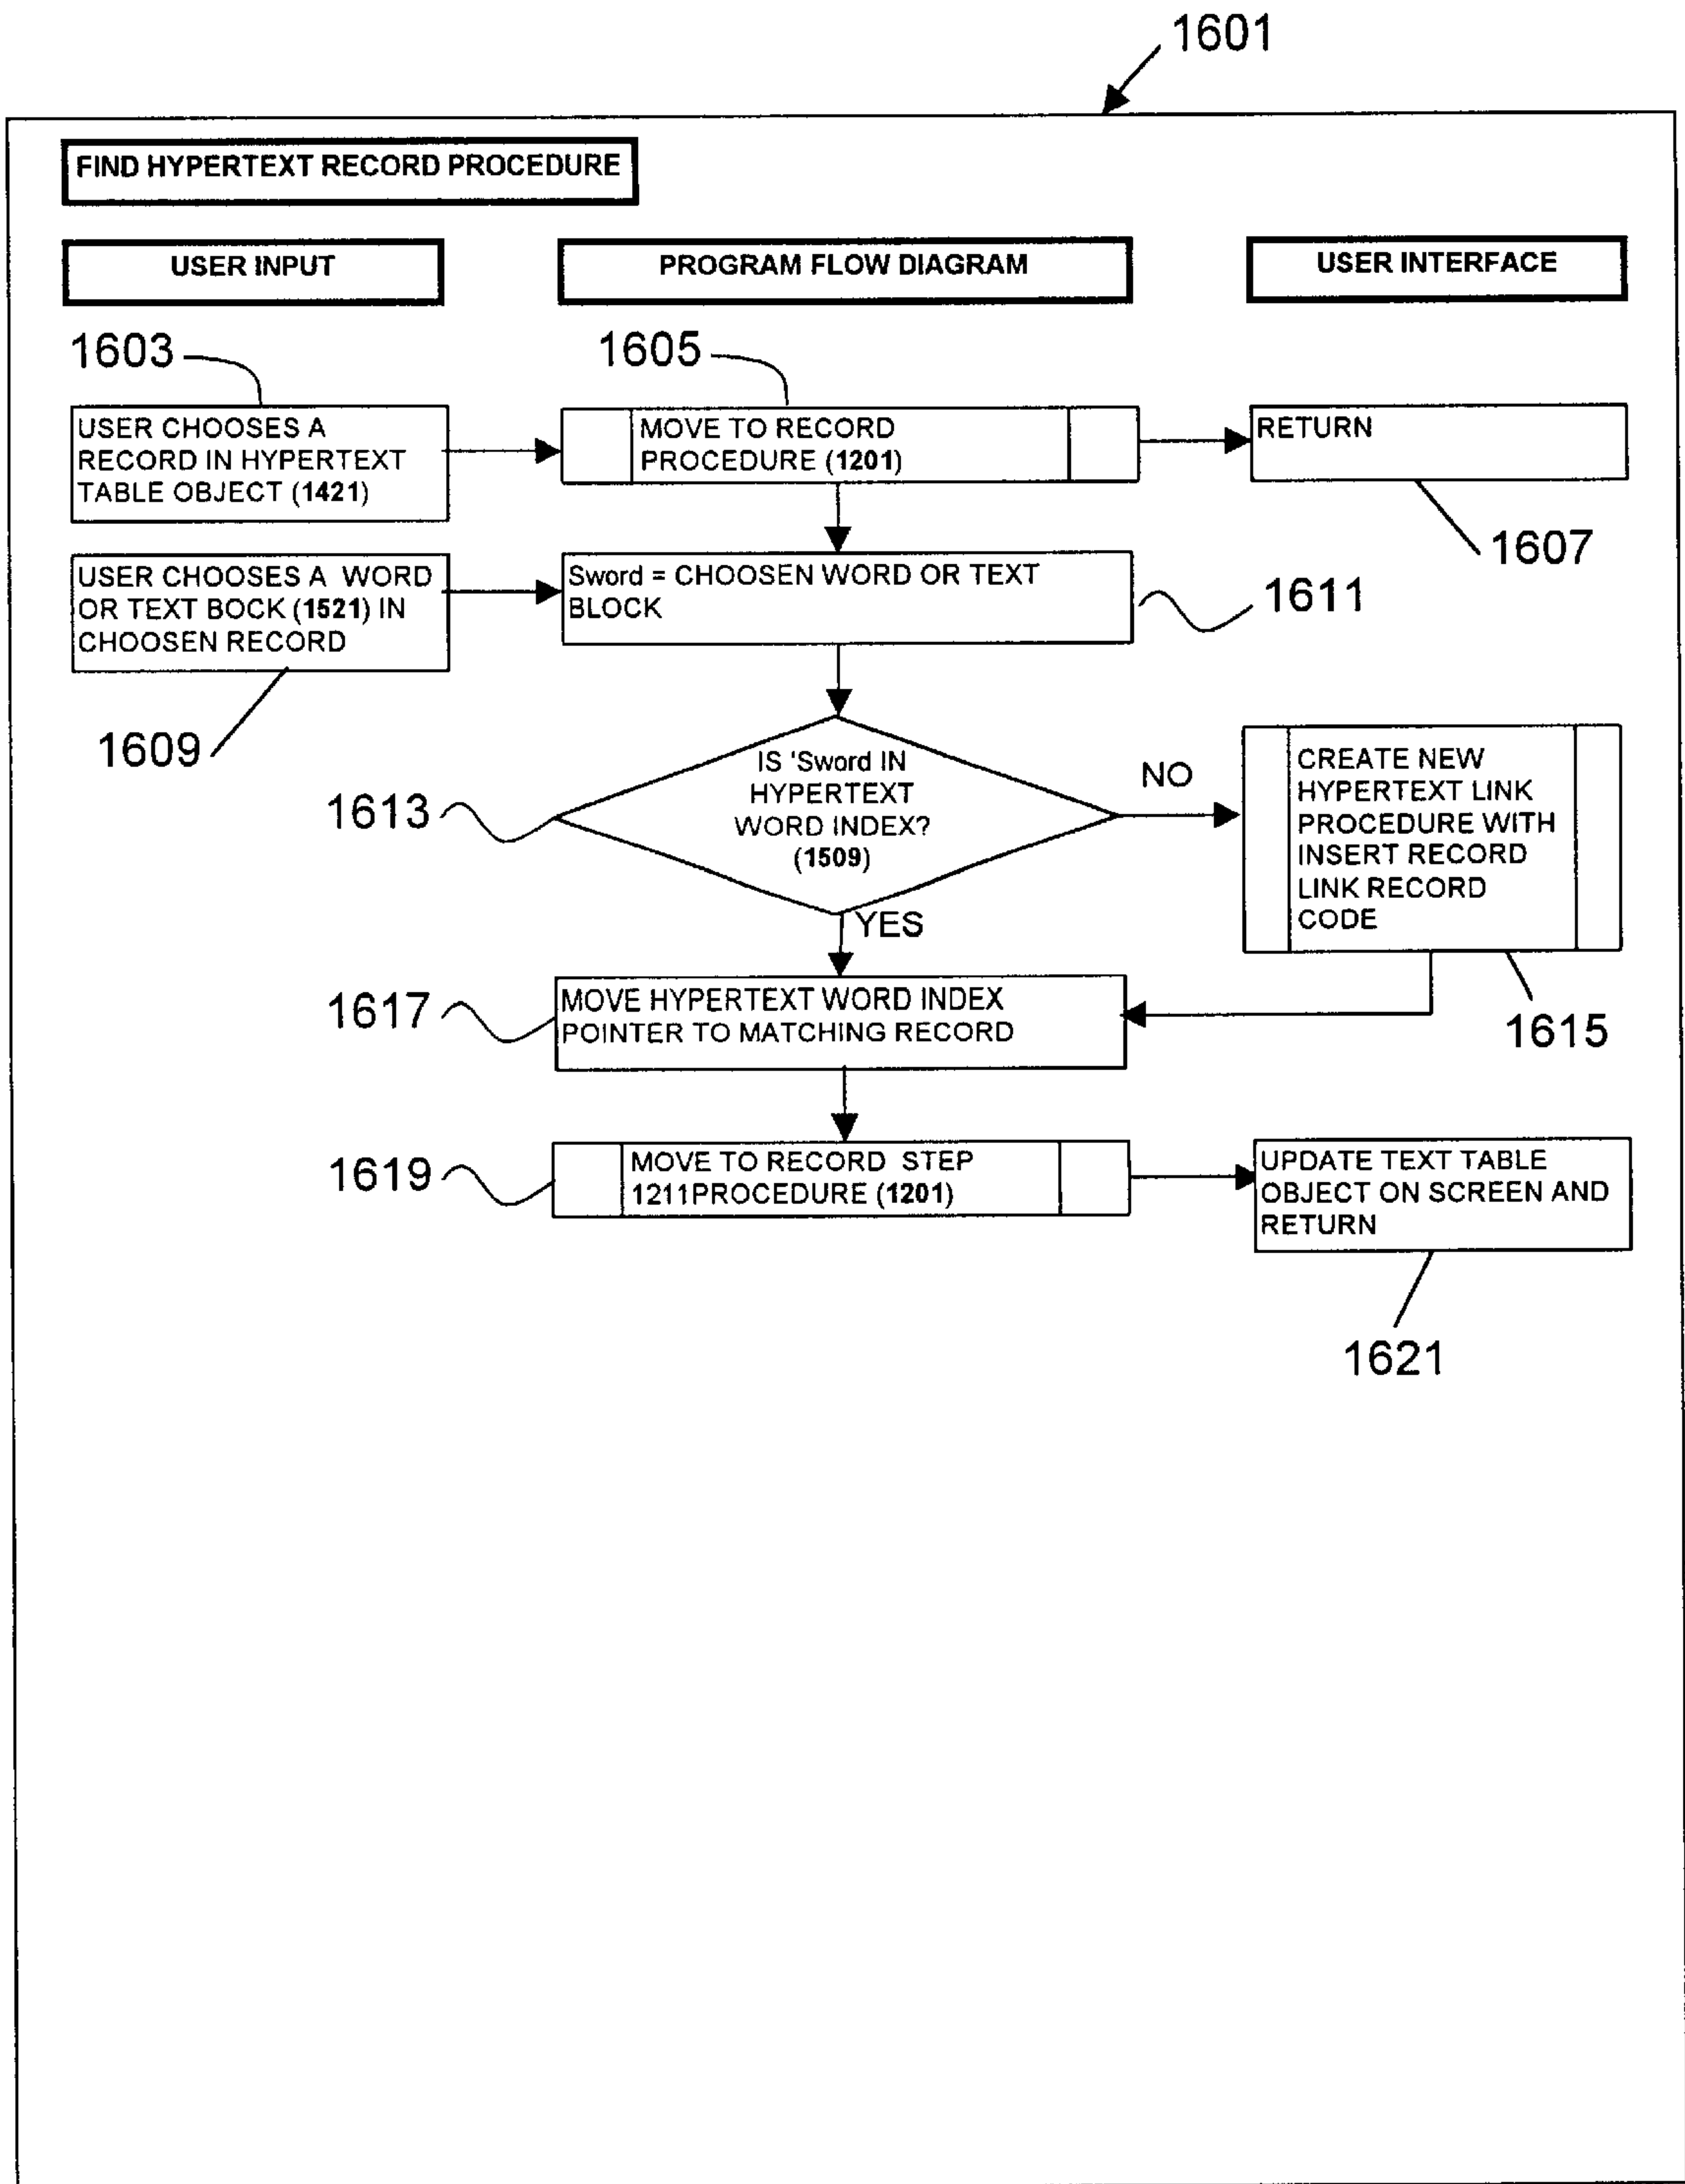 1601
FIND HYPERTEXT RECORD PROCEDURE
USER INPUT
PROGRAM FLOW DIAGRAM
USER INTERFACE
1603
1605
USER CHOOSES A
RECORD IN HYPERTEXT
TABLE OBJECT (1421)
MOVE TO RECORD
PROCEDURE (1201)
RETURN
1607
USER CHOOSES A WORD
OR TEXT BOCK (1521) IN
CHOOSEN RECORD
Sword = CHOOSEN WORD OR TEXT
BLOCK
1611
1609
1613
IS 'Sword IN
HYPERTEXT
WORD INDEX?
(1509)
NO
CREATE NEW
HYPERTEXT LINK
PROCEDURE WITH
INSERT RECORD
LINK RECORD
CODE
YES
1615
1617
MOVE HYPERTEXT WORD INDEX
POINTER TO MATCHING RECORD
1619
MOVE TO RECORD STEP
1211PROCEDURE (1201)
UPDATE TEXT TABLE
OBJECT ON SCREEN AND
RETURN
1621